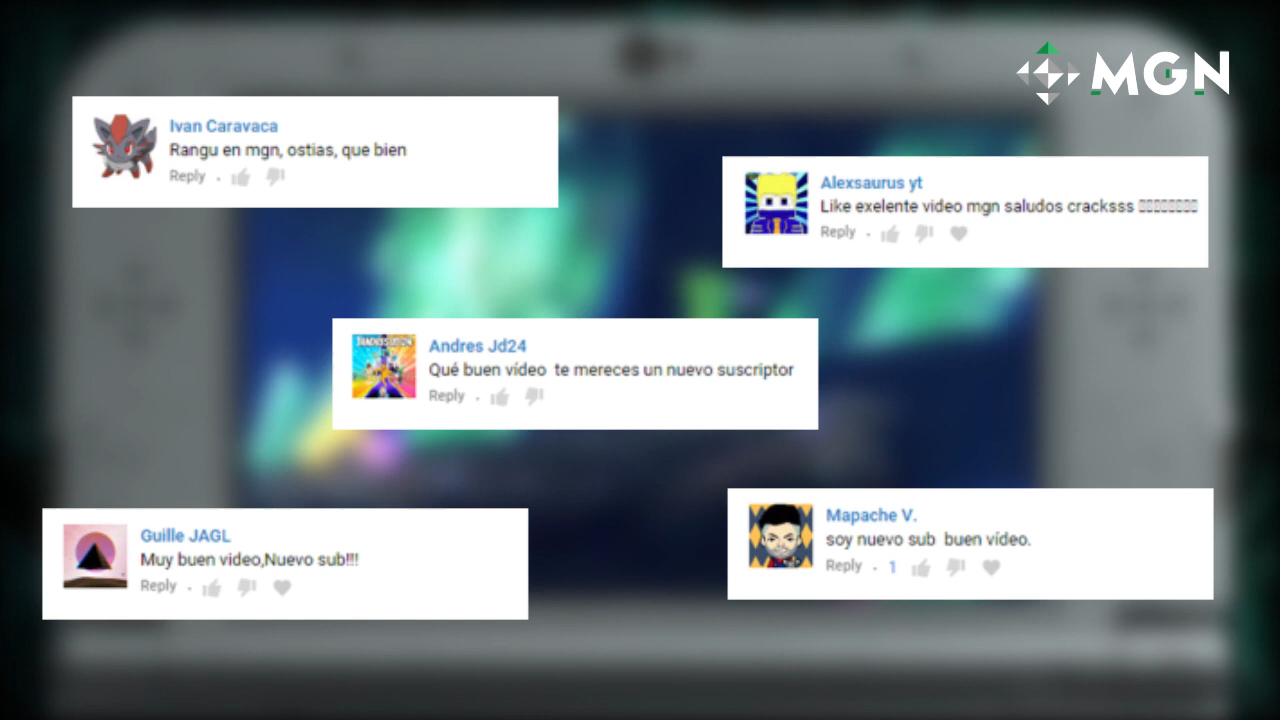 MGN
Ivan Caravaca
Rangu en mgn, ostias, que bien
Reply
Alexsaurus yt
Like exelente video mgn saludos cracksss
Reply
ANDRES JD24
Andres Jd24
Qué buen vídeo  te mereces un nuevo suscriptor
Reply
Guille JAGL
Muy buen video,Nuevo sub!!!
Reply
Mapache V.
soy nuevo sub  buen vídeo.
Reply 1